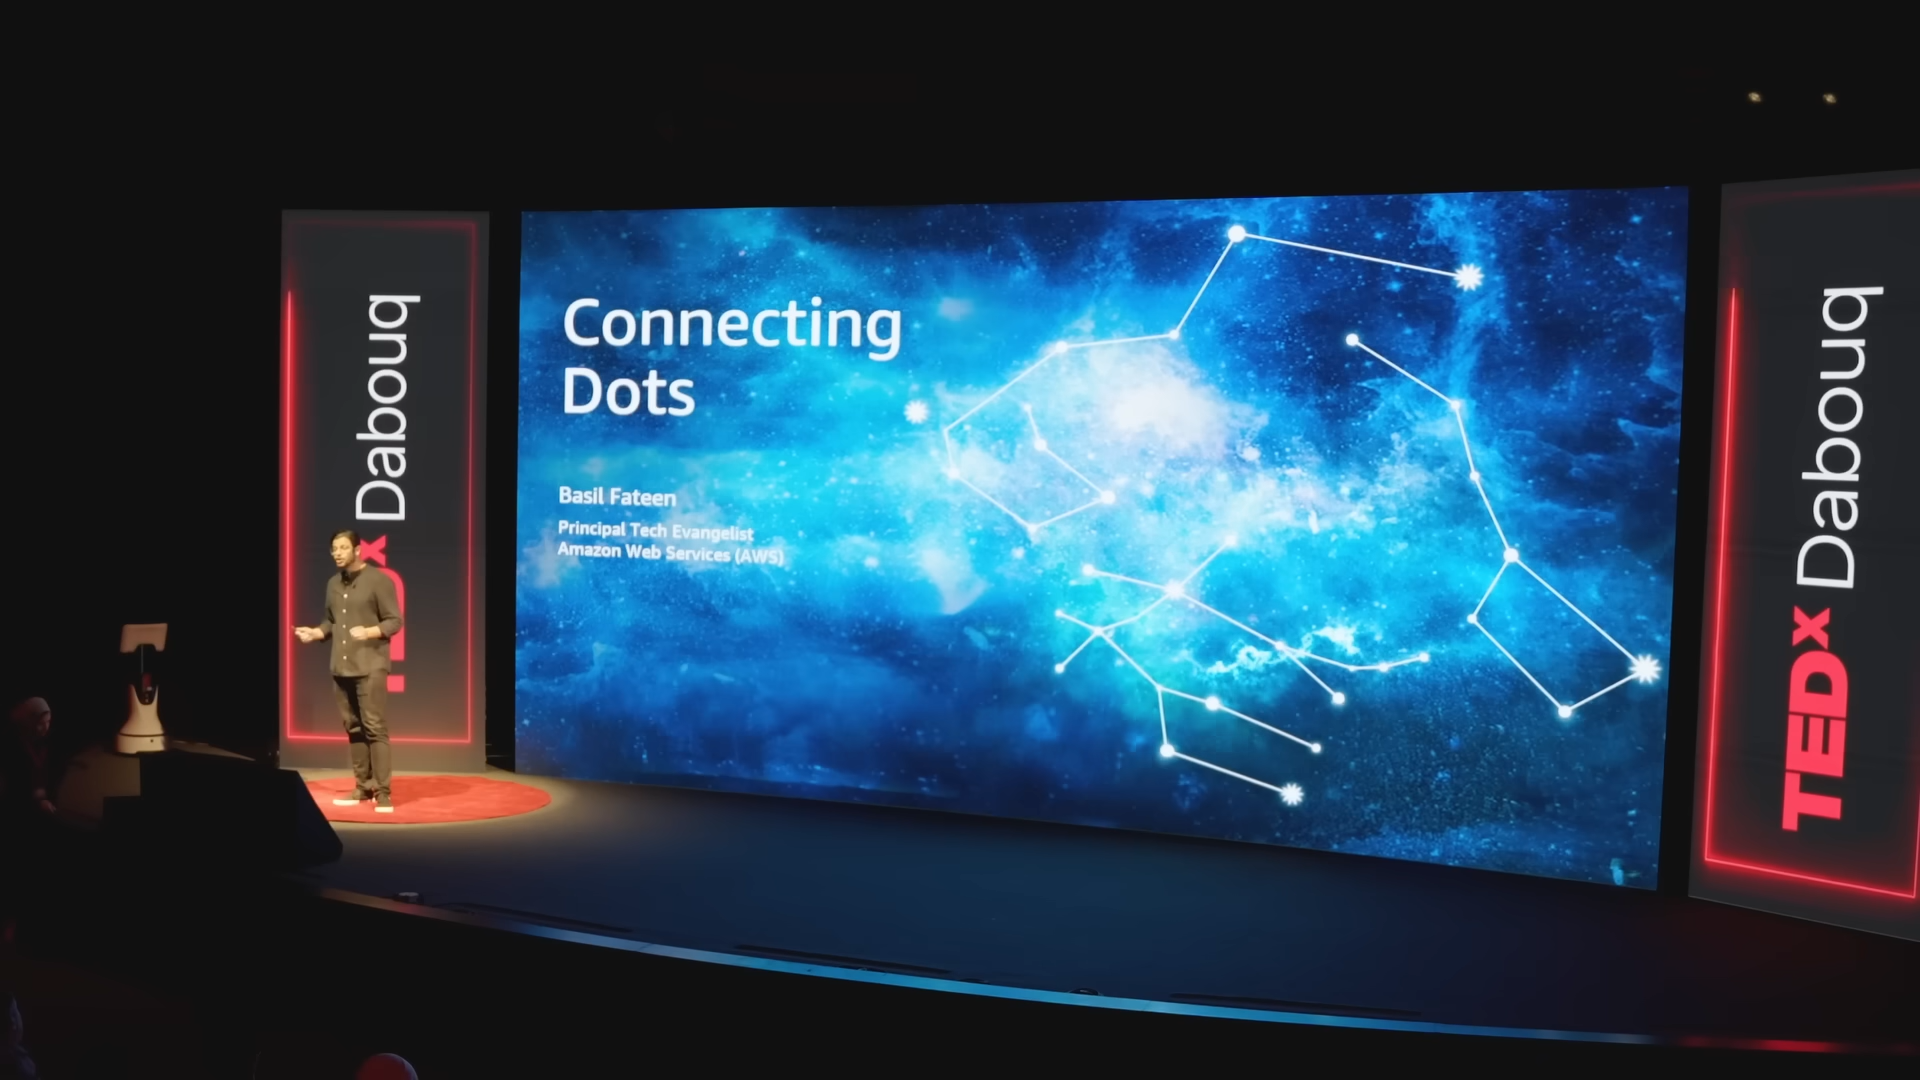 TEDx Dabouq
Connecting
Dots
Basil Fateen
Principal Tech Evangelist
Amazon Web Services (AWS)
TEDx Dabouq